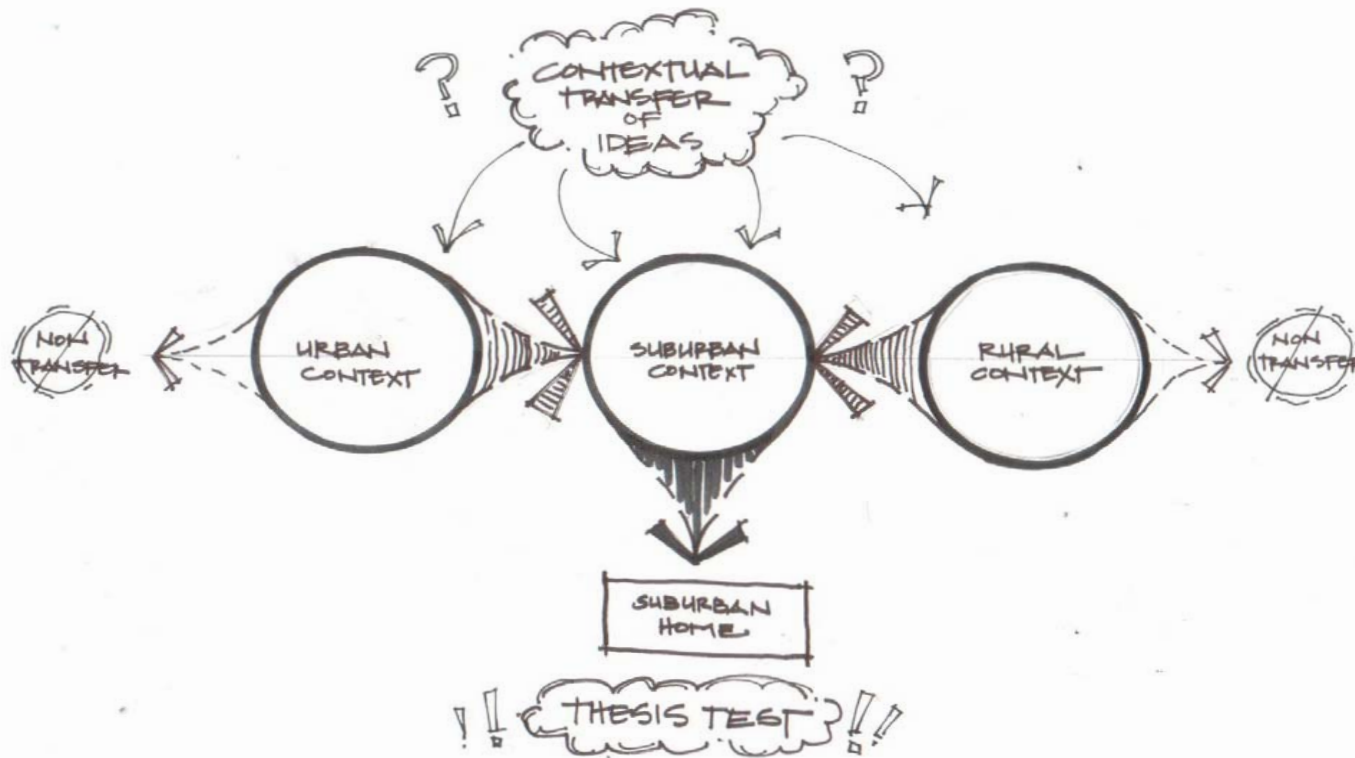 ?
CONTEXTUAL
TRANSFER
OF
IDEAS
?
NON
TRANSFER
URBAN
CONTEXT
SUBURBAN
CONTEXT
RURAL
CONTEXT
NON
TRANSFER
SUBURBAN
HOME
!!
THESIS TEST
!!